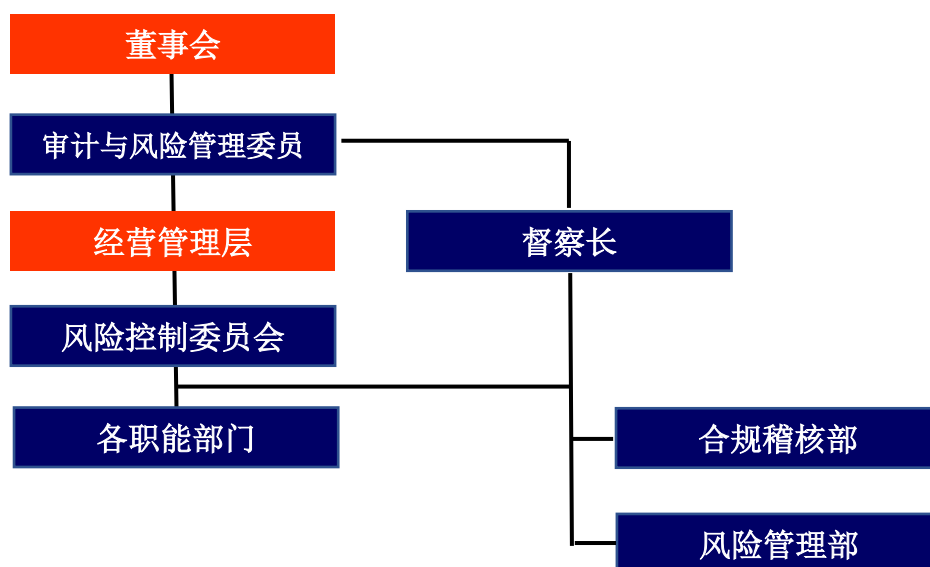 董事会
审计与风险管理委员
经营管理层
督察长
风险控制委员会
各职能部门
合规稽核部
风险管理部